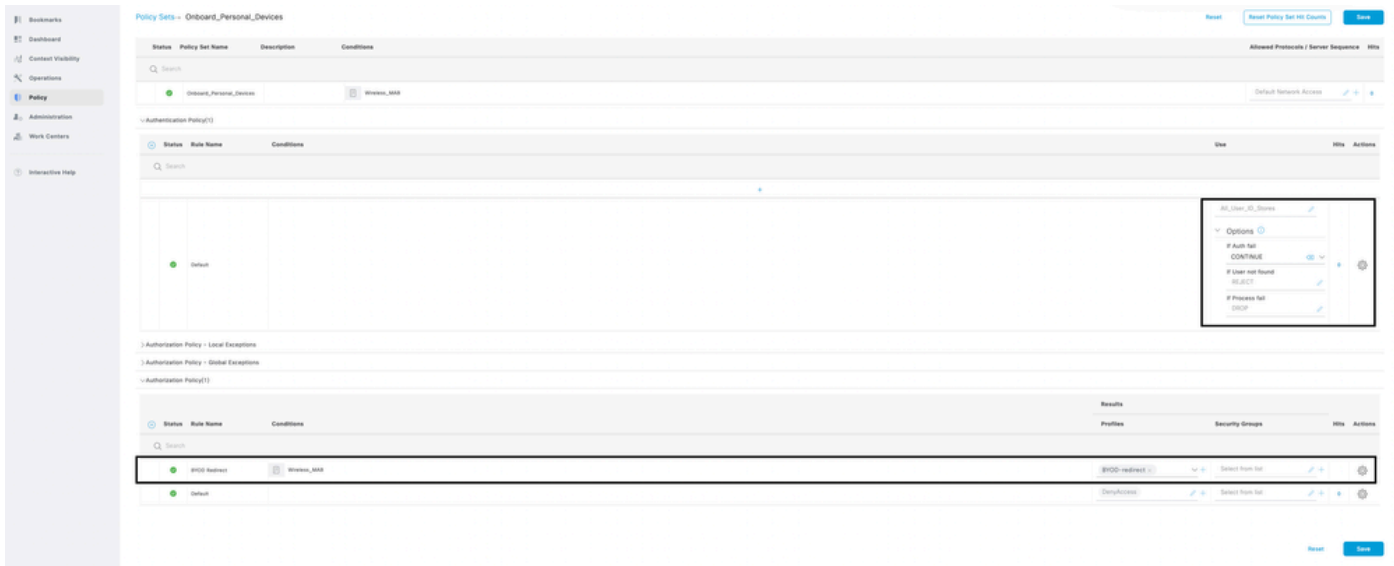 Bookmarks
Dashboard
Context Visibility
Operations
Policy
Administration
Work Centers
Interactive Help
Policy Sets→ Onboard_Personal_Devices
Reset
Reset Policy Set Hit Counts
Save
Status Policy Set Name Description Conditions Allowed Protocols / Server Sequence Hits
Search
Onboard_Personal_Devices Wireless_MAB Default Network Access
Authentication Policy(1)
Status Rule Name Conditions Use Hits Actions
Search
All_User_ID_Stores
Options
If Auth fail
CONTINUE
Default
If User not found
REJECT
If Process fail
DROP
Authorization Policy - Local Exceptions
Authorization Policy - Global Exceptions
Authorization Policy(1)
Results
Status Rule Name Conditions Profiles Security Groups Hits Actions
Search
BYOD Redirect Wireless_MAB BYOD-redirect Select from list
Default DenyAccess Select from list
Reset Save